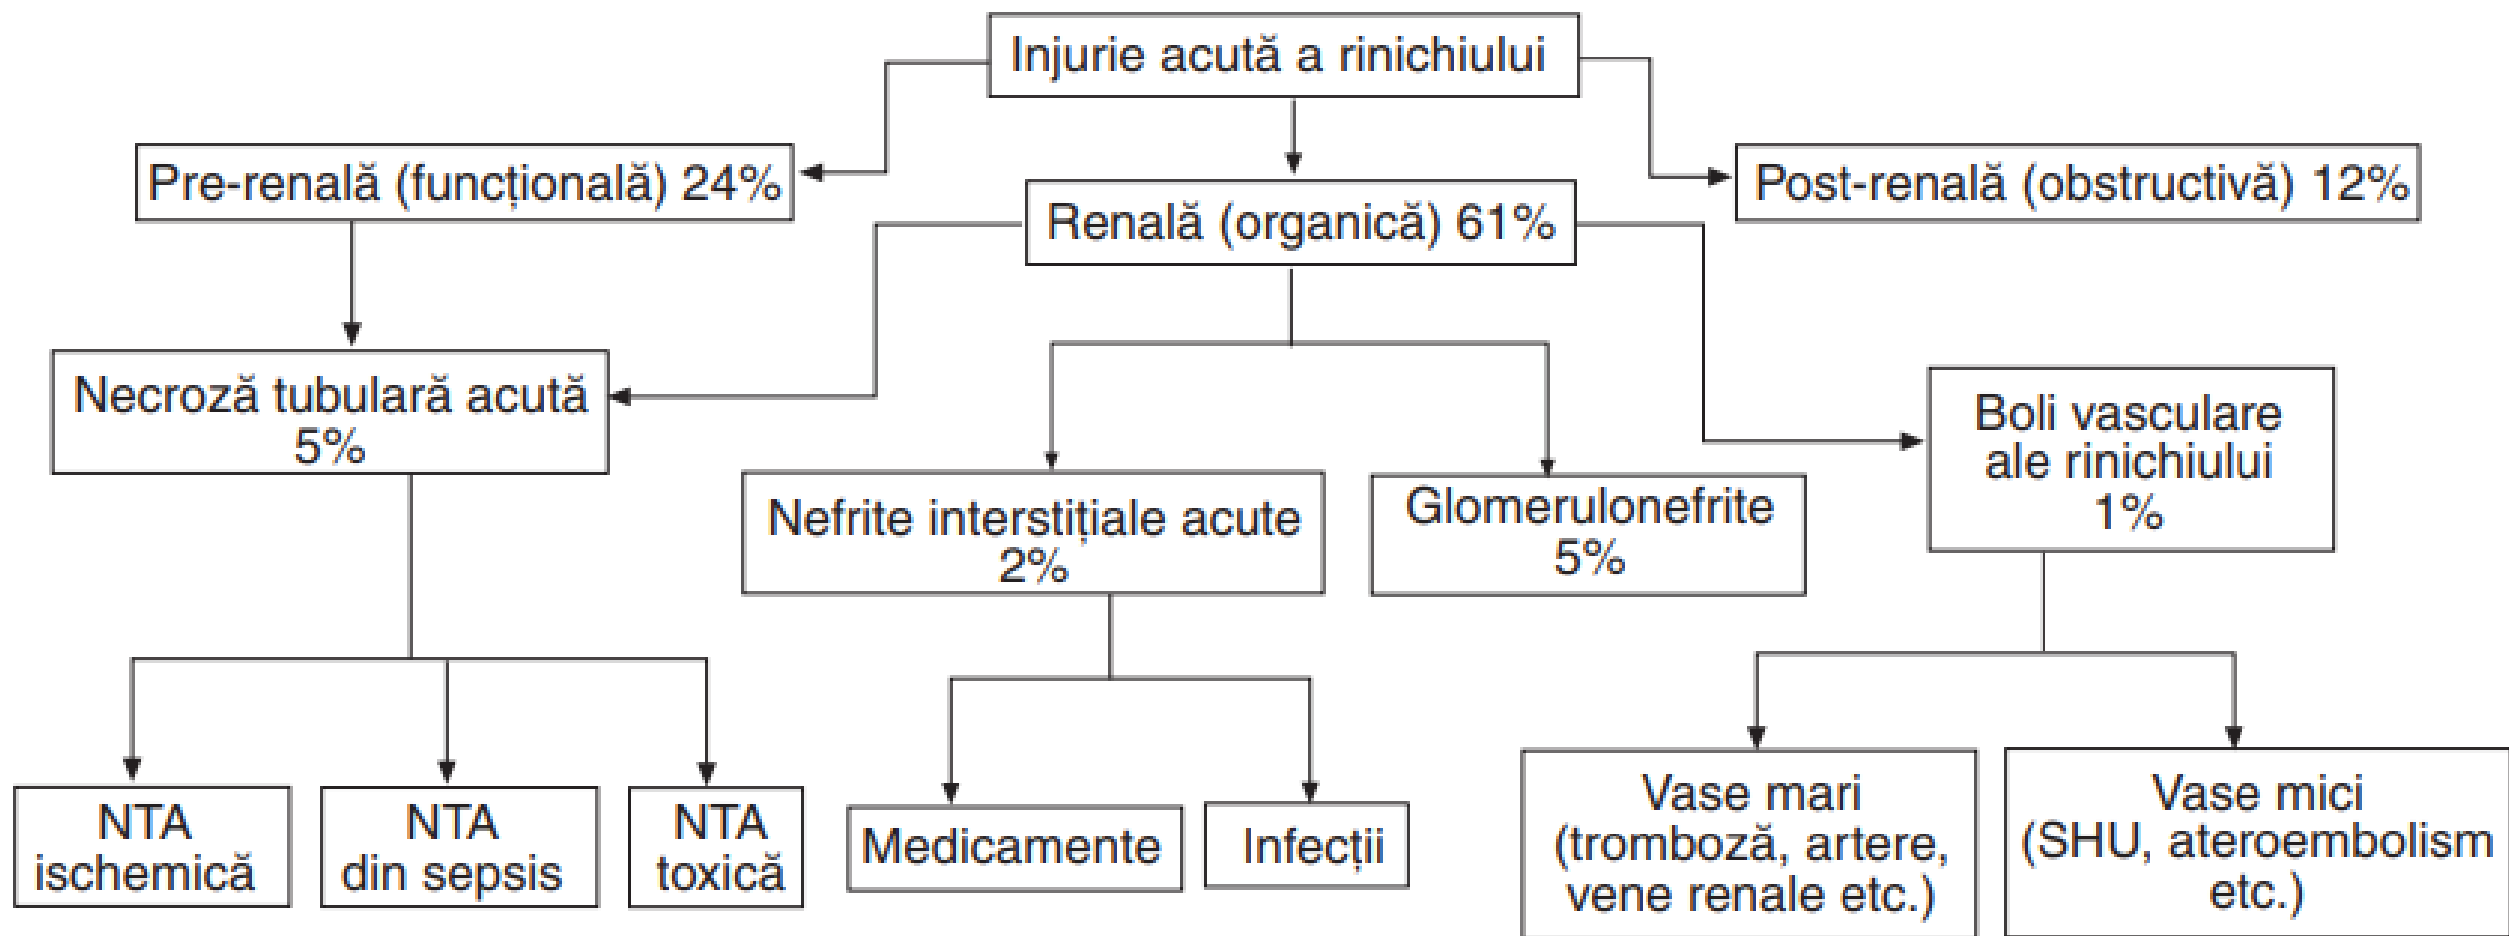 Injurie acută a rinichiului
Pre-renală (funcțională) 24%
Post-renală (obstructivă) 12%
Renală (organică) 61%
Necroză tubulară acută
5%
Boli vasculare
ale rinichiului
1%
Nefrite interstițiale acute
2%
Glomerulonefrite
5%
NTA
ischemică
NTA
din sepsis
NTA
toxică
Medicamente
Infecții
Vase mari
(tromboză, artere,
vene renale etc.)
Vase mici
(SHU, ateroembolism
etc.)